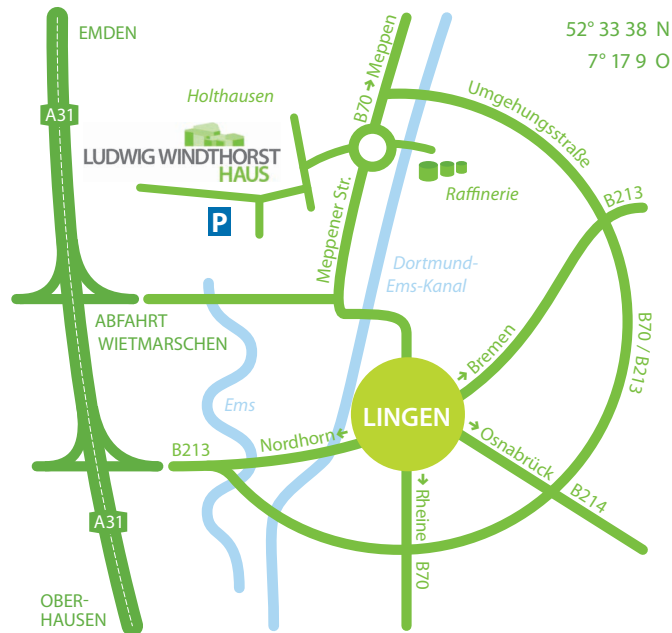 EMDEN
52° 33 38 N
7° 17 9 O
A31
Holthausen
B70 → Meppen
Umgehungsstraße
LUDWIG WINDTHORST
HAUS
Raffinerie
B213
P
Meppener Str.
Dortmund-
Ems-Kanal
ABFAHRT
WIETMARSCHEN
B70 / B213
Bremen
Ems
LINGEN
B213
Nordhorn
Osnabrück
B214
Rheine
B70
A31
OBER-
HAUSEN